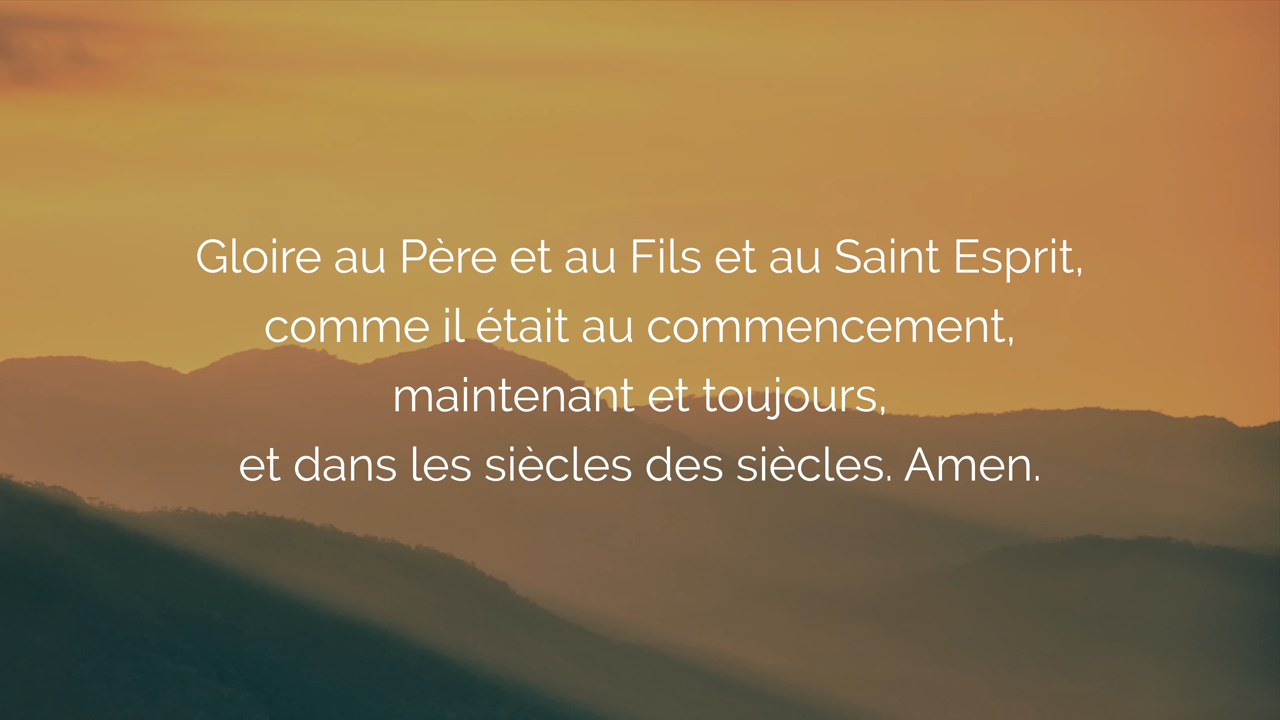 Gloire au Père et au Fils et au Saint Esprit,
comme il était au commencement,
maintenant et toujours,
et dans les siècles des siècles. Amen.